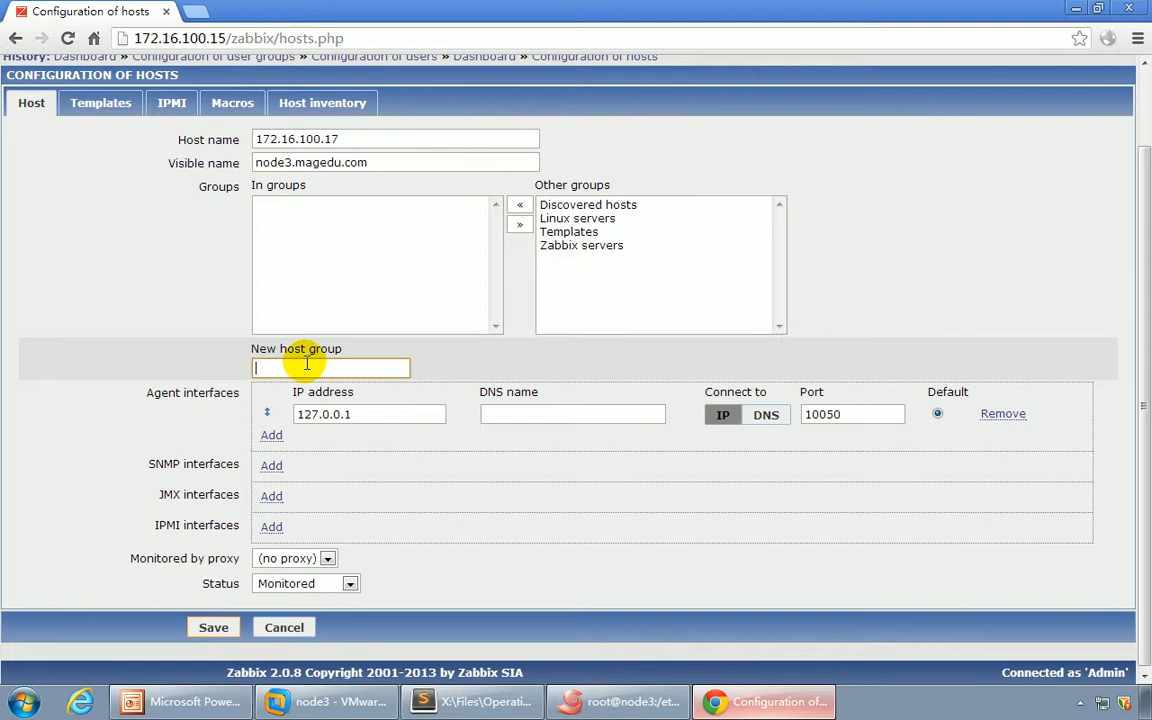 Configuration of hosts
172.16.100.15/zabbix/hosts.php
History: Dashboard » Configuration of user groups » Configuration of users » Dashboard » Configuration of hosts
CONFIGURATION OF HOSTS
Host Templates IPMI Macros Host inventory
Host name 172.16.100.17
Visible name node3.magedu.com
Groups In groups Other groups
« Discovered hosts
» Linux servers
Templates
Zabbix servers
New host group
Agent interfaces IP address DNS name Connect to Port Default
127.0.0.1 IP DNS 10050 Remove
Add
SNMP interfaces Add
JMX interfaces Add
IPMI interfaces Add
Monitored by proxy (no proxy)
Status Monitored
Save Cancel
Zabbix 2.0.8 Copyright 2001-2013 by Zabbix SIA Connected as 'Admin'
Microsoft Powe... node3 - VMwar... X:\Files\Operati... root@node3:/et... Configuration of...